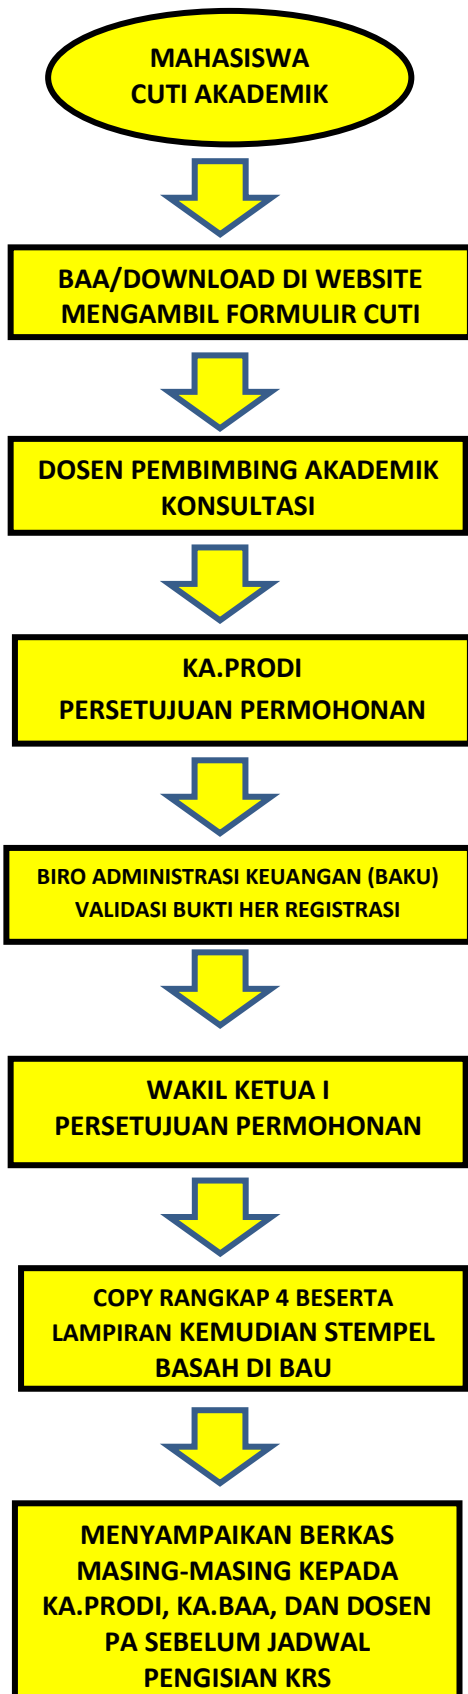 MAHASISWA
CUTI AKADEMIK
BAA/DOWNLOAD DI WEBSITE
MENGAMBIL FORMULIR CUTI
DOSEN PEMBIMBING AKADEMIK
KONSULTASI
KA.PRODI
PERSETUJUAN PERMOHONAN
BIRO ADMINISTRASI KEUANGAN (BAKU)
VALIDASI BUKTI HER REGISTRASI
WAKIL KETUA I
PERSETUJUAN PERMOHONAN
COPY RANGKAP 4 BESERTA
LAMPIRAN KEMUDIAN STEMPEL
BASAH DI BAU
MENYAMPAIKAN BERKAS
MASING-MASING KEPADA
KA.PRODI, KA.BAA, DAN DOSEN
PA SEBELUM JADWAL
PENGISIAN KRS